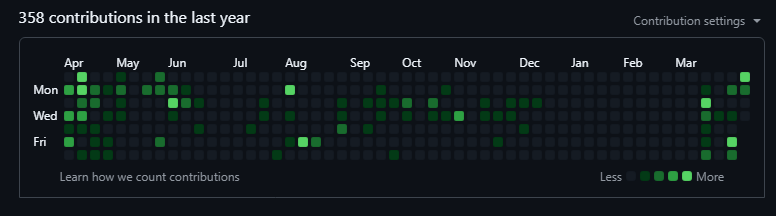 358 contributions in the last year
Contribution settings
Apr May Jun Jul Aug Sep Oct Nov Dec Jan Feb Mar
Mon
Wed
Fri
Learn how we count contributions
Less More